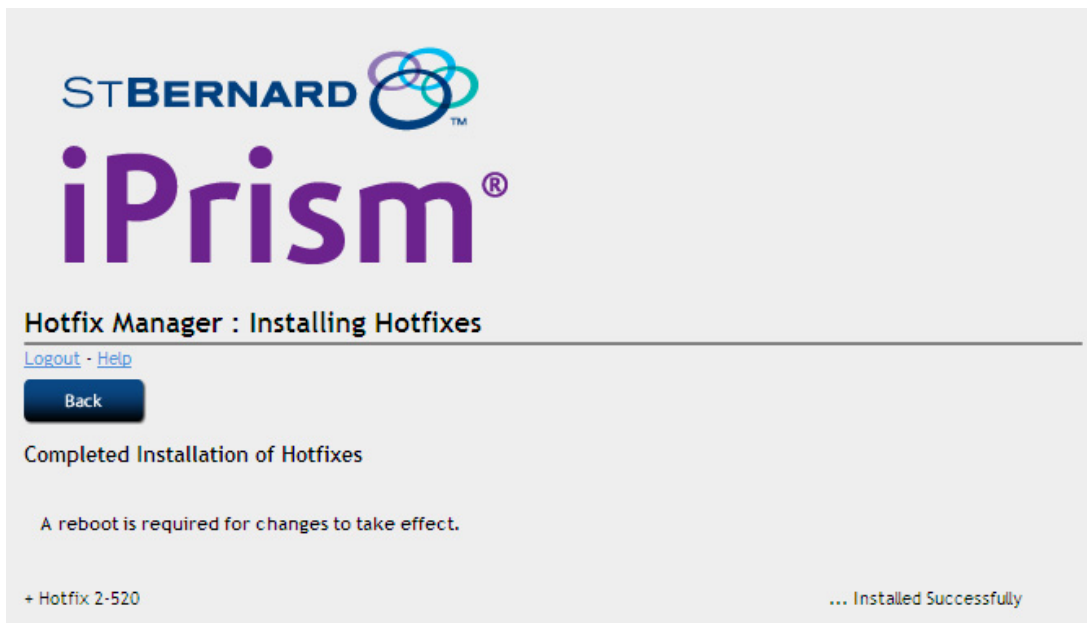 STBERNARD
TM
iPrism®
Hotfix Manager : Installing Hotfixes
Logout - Help
Back
Completed Installation of Hotfixes
A reboot is required for changes to take effect.
+ Hotfix 2-520 ... Installed Successfully